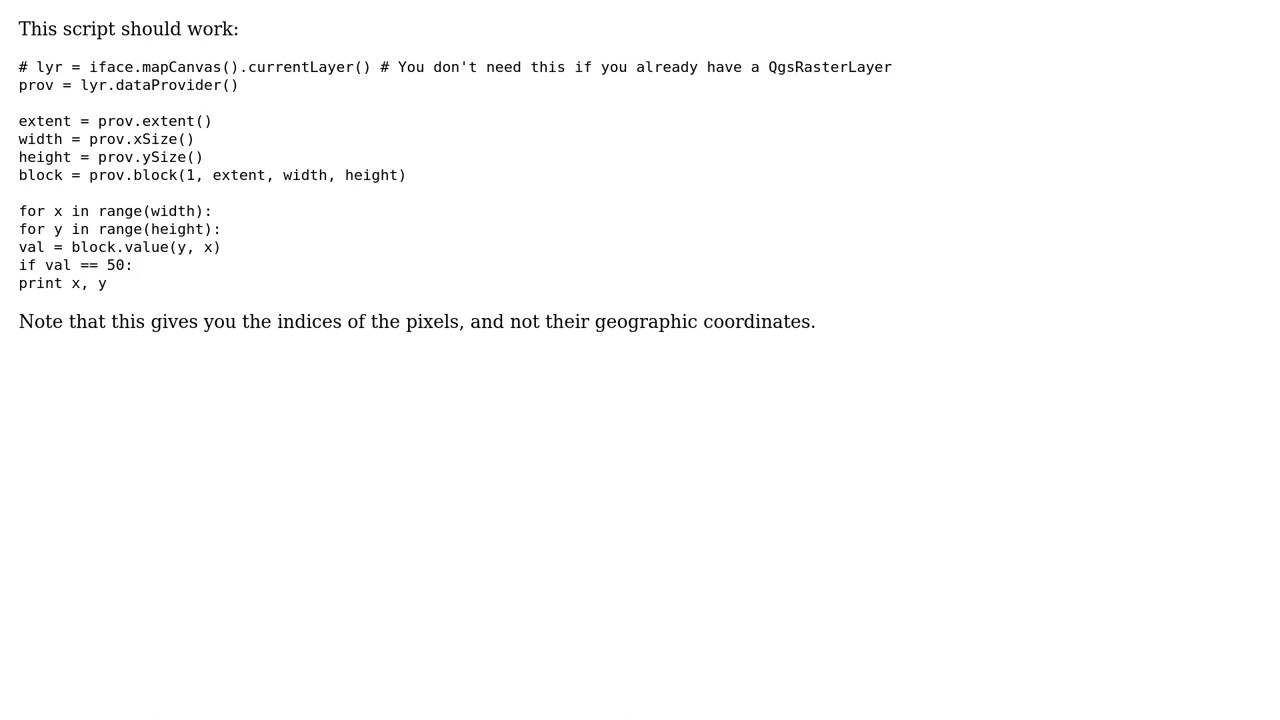 This script should work:
# lyr = iface.mapCanvas().currentLayer() # You don't need this if you already have a QgsRasterLayer
prov = lyr.dataProvider()
extent = prov.extent()
width = prov.xSize()
height = prov.ySize()
block = prov.block(1, extent, width, height)
for x in range(width):
for y in range(height):
val = block.value(y, x)
if val == 50:
print x, y
Note that this gives you the indices of the pixels, and not their geographic coordinates.